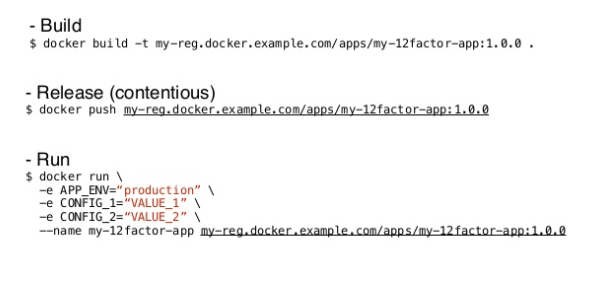 - Build
$ docker build -t my-reg.docker.example.com/apps/my-12factor-app:1.0.0 .
- Release (contentious)
$ docker push my-reg.docker.example.com/apps/my-12factor-app:1.0.0
- Run
$ docker run \
-e APP_ENV=“production” \
-e CONFIG_1=“VALUE_1” \
-e CONFIG_2=“VALUE_2” \
--name my-12factor-app my-reg.docker.example.com/apps/my-12factor-app:1.0.0